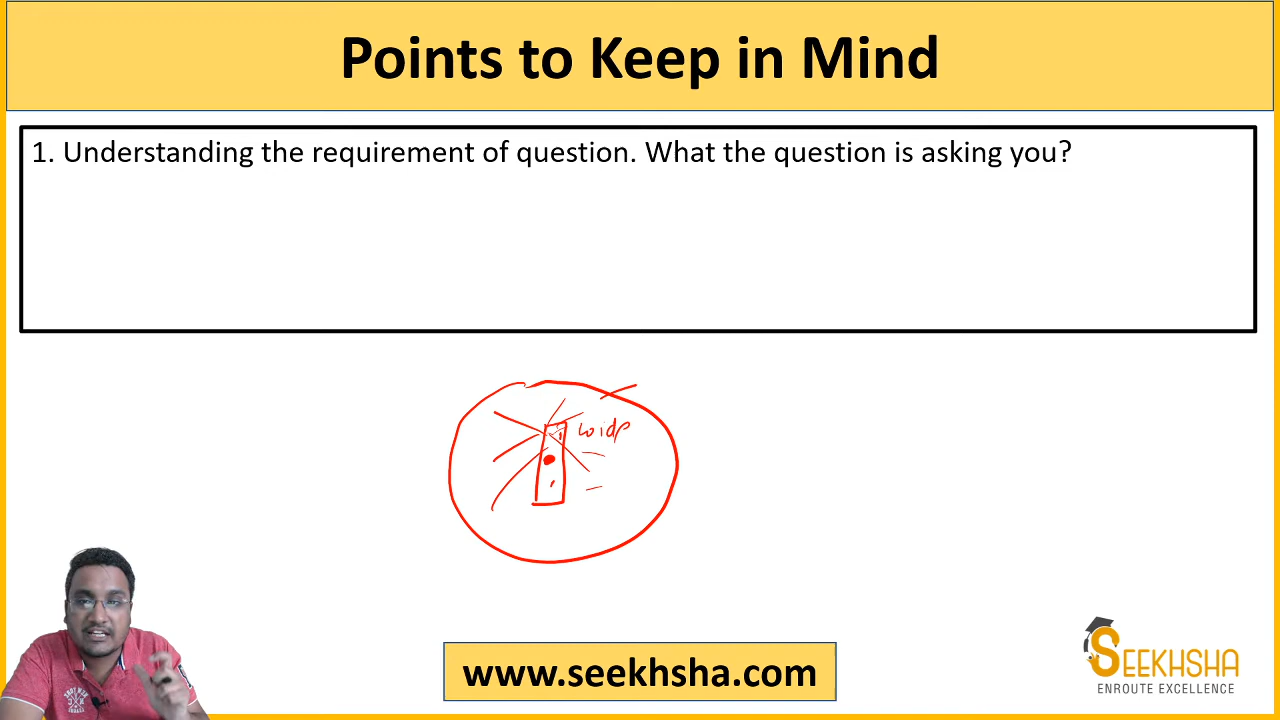 Points to Keep in Mind
1. Understanding the requirement of question. What the question is asking you?
wide
www.seekhsha.com
SEEKHSHA
ENROUTE EXCELLENCE